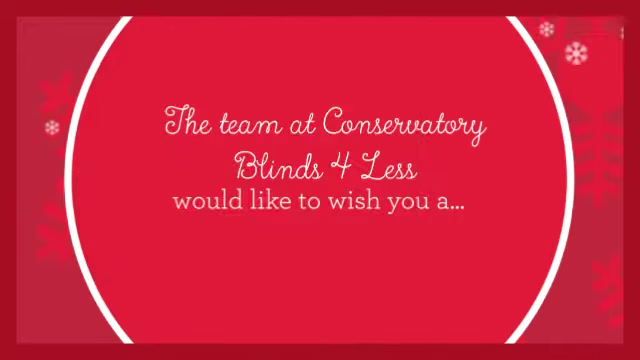 The team at Conservatory
Blinds 4 Less
would like to wish you a...